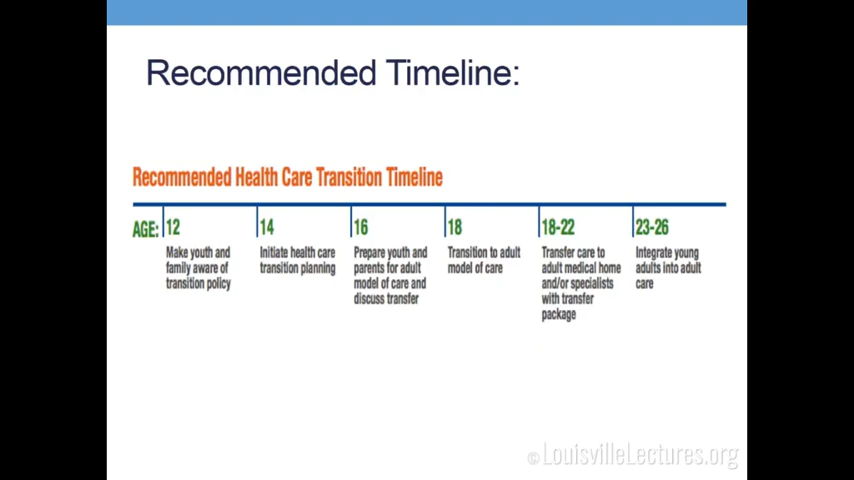 Recommended Timeline:
Recommended Health Care Transition Timeline
AGE:
12
Make youth and
family aware of
transition policy
14
Initiate health care
transition planning
16
Prepare youth and
parents for adult
model of care and
discuss transfer
18
Transition to adult
model of care
18-22
Transfer care to
adult medical home
and/or specialists
with transfer
package
23-26
Integrate young
adults into adult
care
©LouisvilleLectures.org